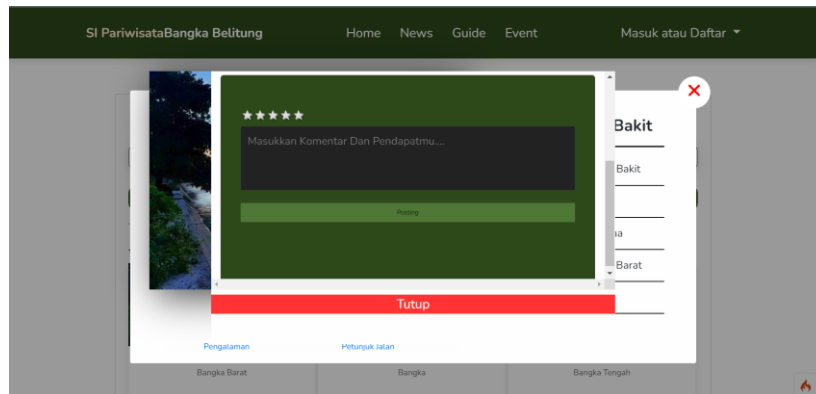 SI PariwisataBangka Belitung Home News Guide Event Masuk atau Daftar
Bakit
Masukkan Komentar Dan Pendapatmu....
Bakit
Posting
Barat
Tutup
Pengalaman Petunjuk Jalan
Bangka Barat Bangka Bangka Tengah